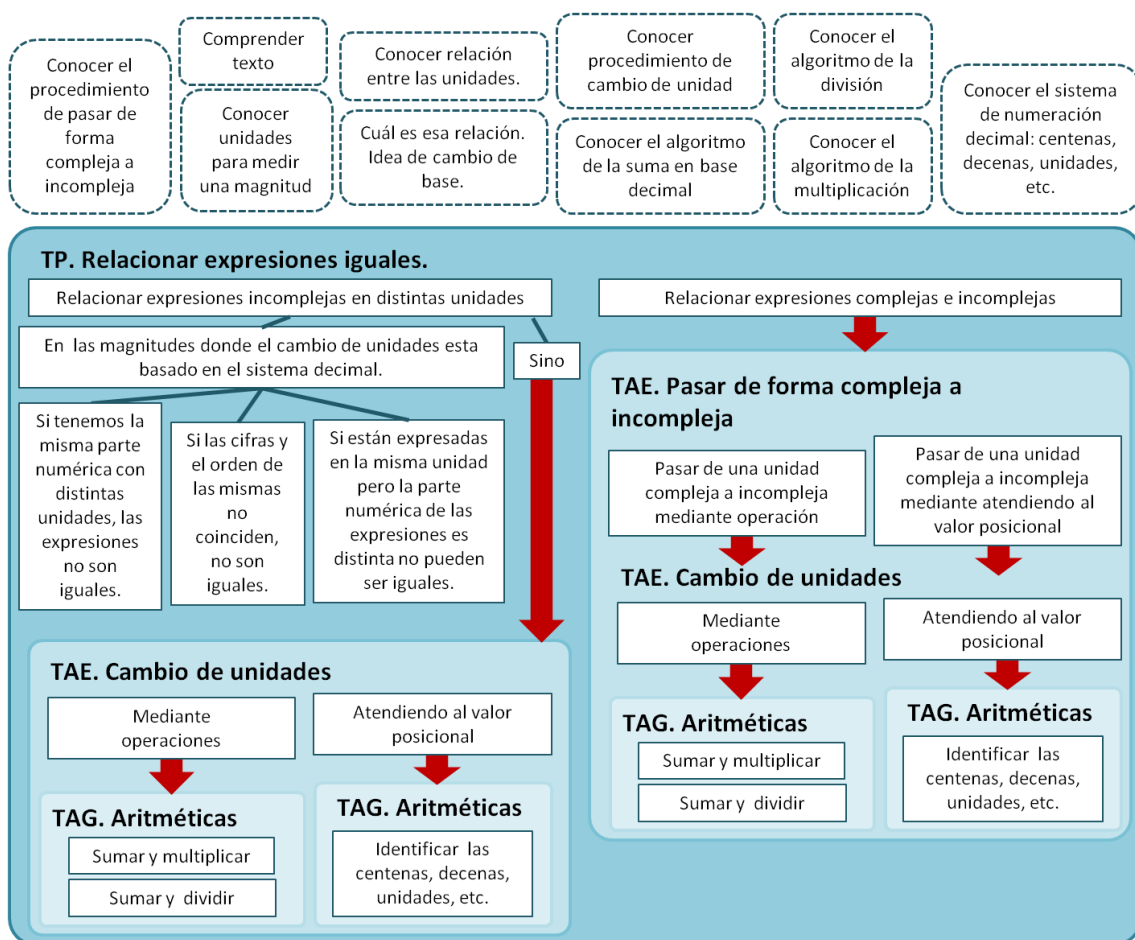 Conocer el
procedimiento
de pasar de
forma
compleja a
incompleja
Comprender
texto
Conocer
unidades
para medir
una magnitud
Conocer relación
entre las unidades.
Cuál es esa relación.
Idea de cambio de
base.
Conocer
procedimiento de
cambio de unidad
Conocer el algoritmo
de la suma en base
decimal
Conocer el
algoritmo de la
división
Conocer el
algoritmo de la
multiplicación
Conocer el sistema
de numeración
decimal: centenas,
decenas, unidades,
etc.
TP. Relacionar expresiones iguales.
Relacionar expresiones incomplejas en distintas unidades
En las magnitudes donde el cambio de unidades esta
basado en el sistema decimal.
Sino
Si tenemos la
misma parte
numérica con
distintas
unidades, las
expresiones
no son
iguales.
Si las cifras y
el orden de
las mismas
no
coinciden,
no son
iguales.
Si están expresadas
en la misma unidad
pero la parte
numérica de las
expresiones es
distinta no pueden
ser iguales.
TAE. Cambio de unidades
Mediante
operaciones
Atendiendo al valor
posicional
TAG. Aritméticas
Sumar y multiplicar
Sumar y dividir
TAG. Aritméticas
Identificar las
centenas, decenas,
unidades, etc.
Relacionar expresiones complejas e incomplejas
TAE. Pasar de forma compleja a
incompleja
Pasar de una unidad
compleja a incompleja
mediante operación
Pasar de una unidad
compleja a incompleja
mediante atendiendo al
valor posicional
TAE. Cambio de unidades
Mediante
operaciones
Atendiendo al valor
posicional
TAG. Aritméticas
Sumar y multiplicar
Sumar y dividir
TAG. Aritméticas
Identificar las
centenas, decenas,
unidades, etc.